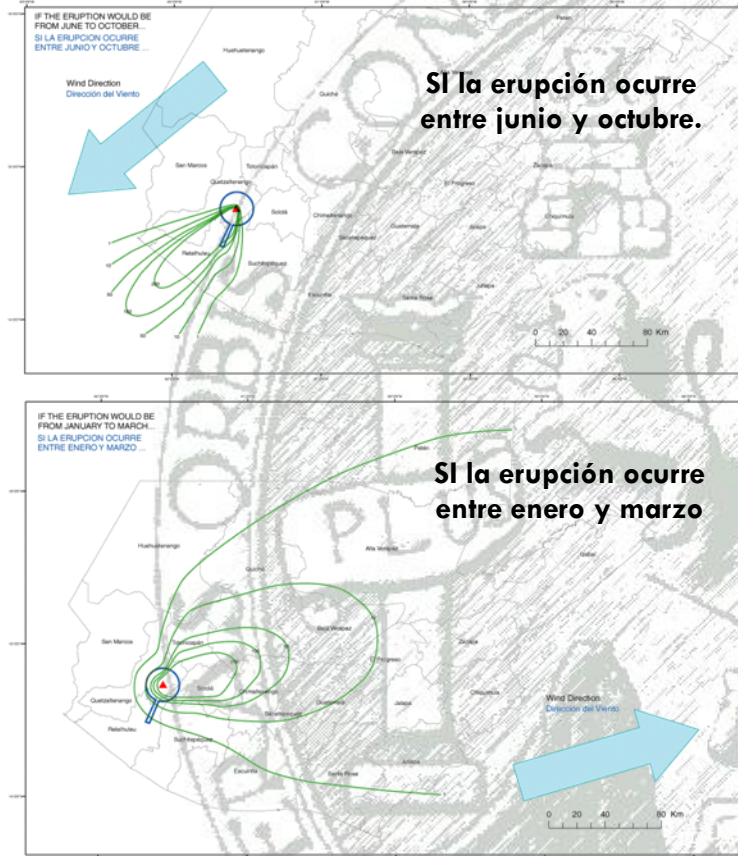 IF THE ERUPTION WOULD BE
FROM JUNE TO OCTOBER...
SI LA ERUPCION OCURRE
ENTRE JUNIO Y OCTUBRE ...
Wind Direction
Dirección del Viento
SI la erupción ocurre
entre junio y octubre.
Huehuetenango
Petén
Quiché
San Marcos
Totonicapán
Quetzaltenango
Sololá
Baja Verapaz
El Progreso
Zacapa
Chimaltenango
Guatemala
Jalapa
Chiquimula
Sacatepéquez
Retalhuleu
Suchitepéquez
Escuintla
Santa Rosa
Jutiapa
0 20 40 80 Km
ORBIS
IF THE ERUPTION WOULD BE
FROM JANUARY TO MARCH...
SI LA ERUPCION OCURRE
ENTRE ENERO Y MARZO ...
SI la erupción ocurre
entre enero y marzo
PLUS
Petén
Huehuetenango
Quiché
Alta Verapaz
Izabal
San Marcos
Totonicapán
Baja Verapaz
Zacapa
El Progreso
Sololá
Chimaltenango
Chiquimula
Quetzaltenango
Guatemala
Jalapa
Sacatepéquez
Retalhuleu
Suchitepéquez
Escuintla
Santa Rosa
Jutiapa
Wind Direction
Dirección del Viento
0 20 40 80 Km